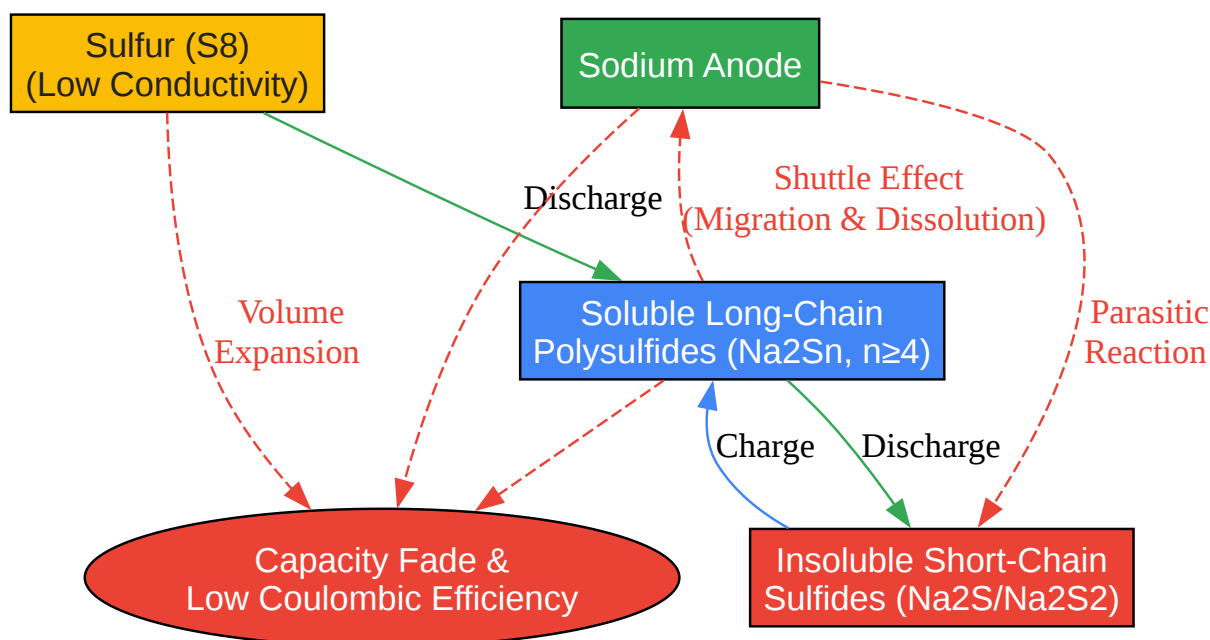 Sulfur (S8)
(Low Conductivity)
Sodium Anode
Discharge
Shuttle Effect
(Migration & Dissolution)
Volume
Expansion
Soluble Long-Chain
Polysulfides (Na2Sn, n≥4)
Parasitic
Reaction
Charge
Discharge
Capacity Fade &
Low Coulombic Efficiency
Insoluble Short-Chain
Sulfides (Na2S/Na2S2)